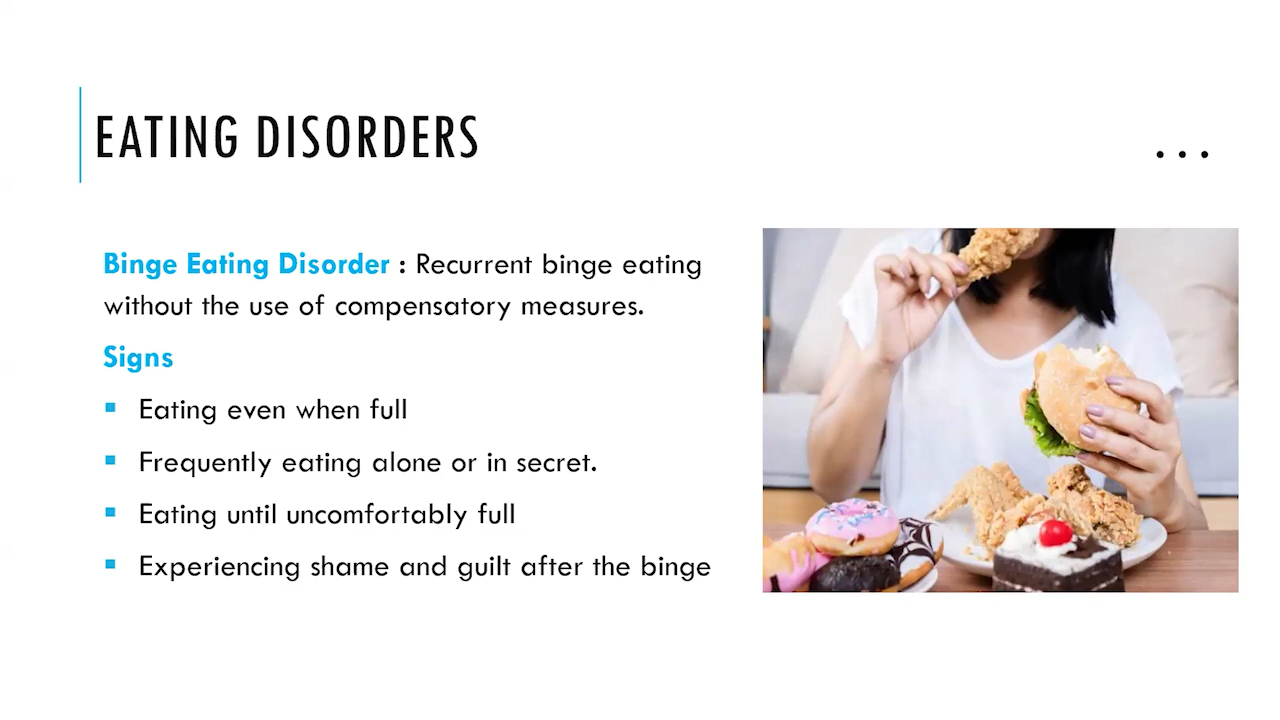 EATING DISORDERS
...
Binge Eating Disorder : Recurrent binge eating
without the use of compensatory measures.
Signs
▪ Eating even when full
▪ Frequently eating alone or in secret.
▪ Eating until uncomfortably full
▪ Experiencing shame and guilt after the binge